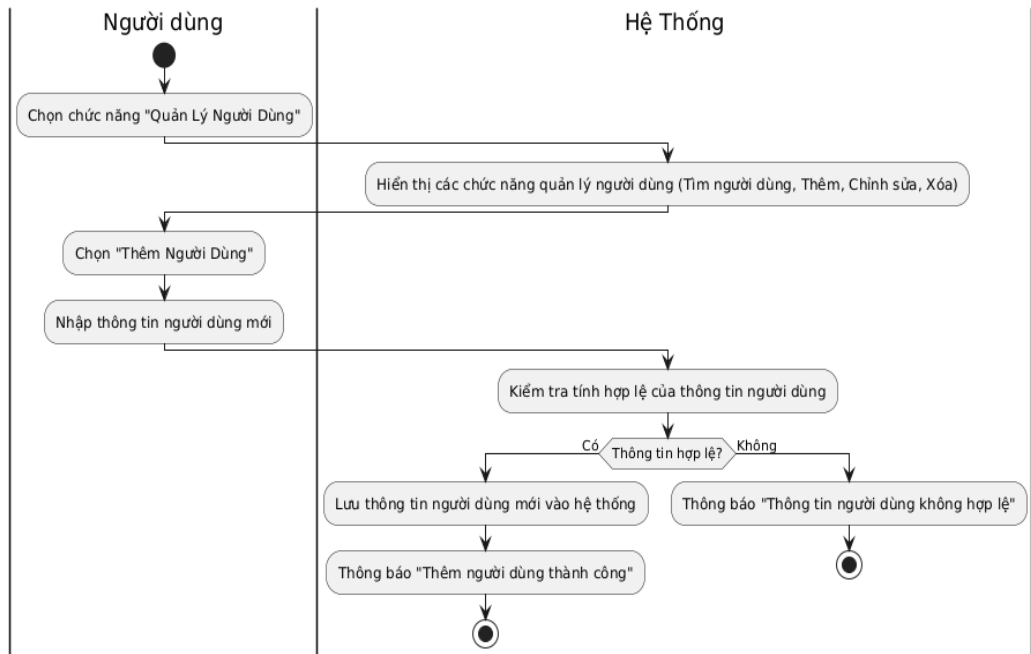 Người dùng
Hệ Thống
Chọn chức năng "Quản Lý Người Dùng"
Hiển thị các chức năng quản lý người dùng (Tìm người dùng, Thêm, Chỉnh sửa, Xóa)
Chọn "Thêm Người Dùng"
Nhập thông tin người dùng mới
Kiểm tra tính hợp lệ của thông tin người dùng
Có
Thông tin hợp lệ?
Không
Lưu thông tin người dùng mới vào hệ thống
Thông báo "Thông tin người dùng không hợp lệ"
Thông báo "Thêm người dùng thành công"